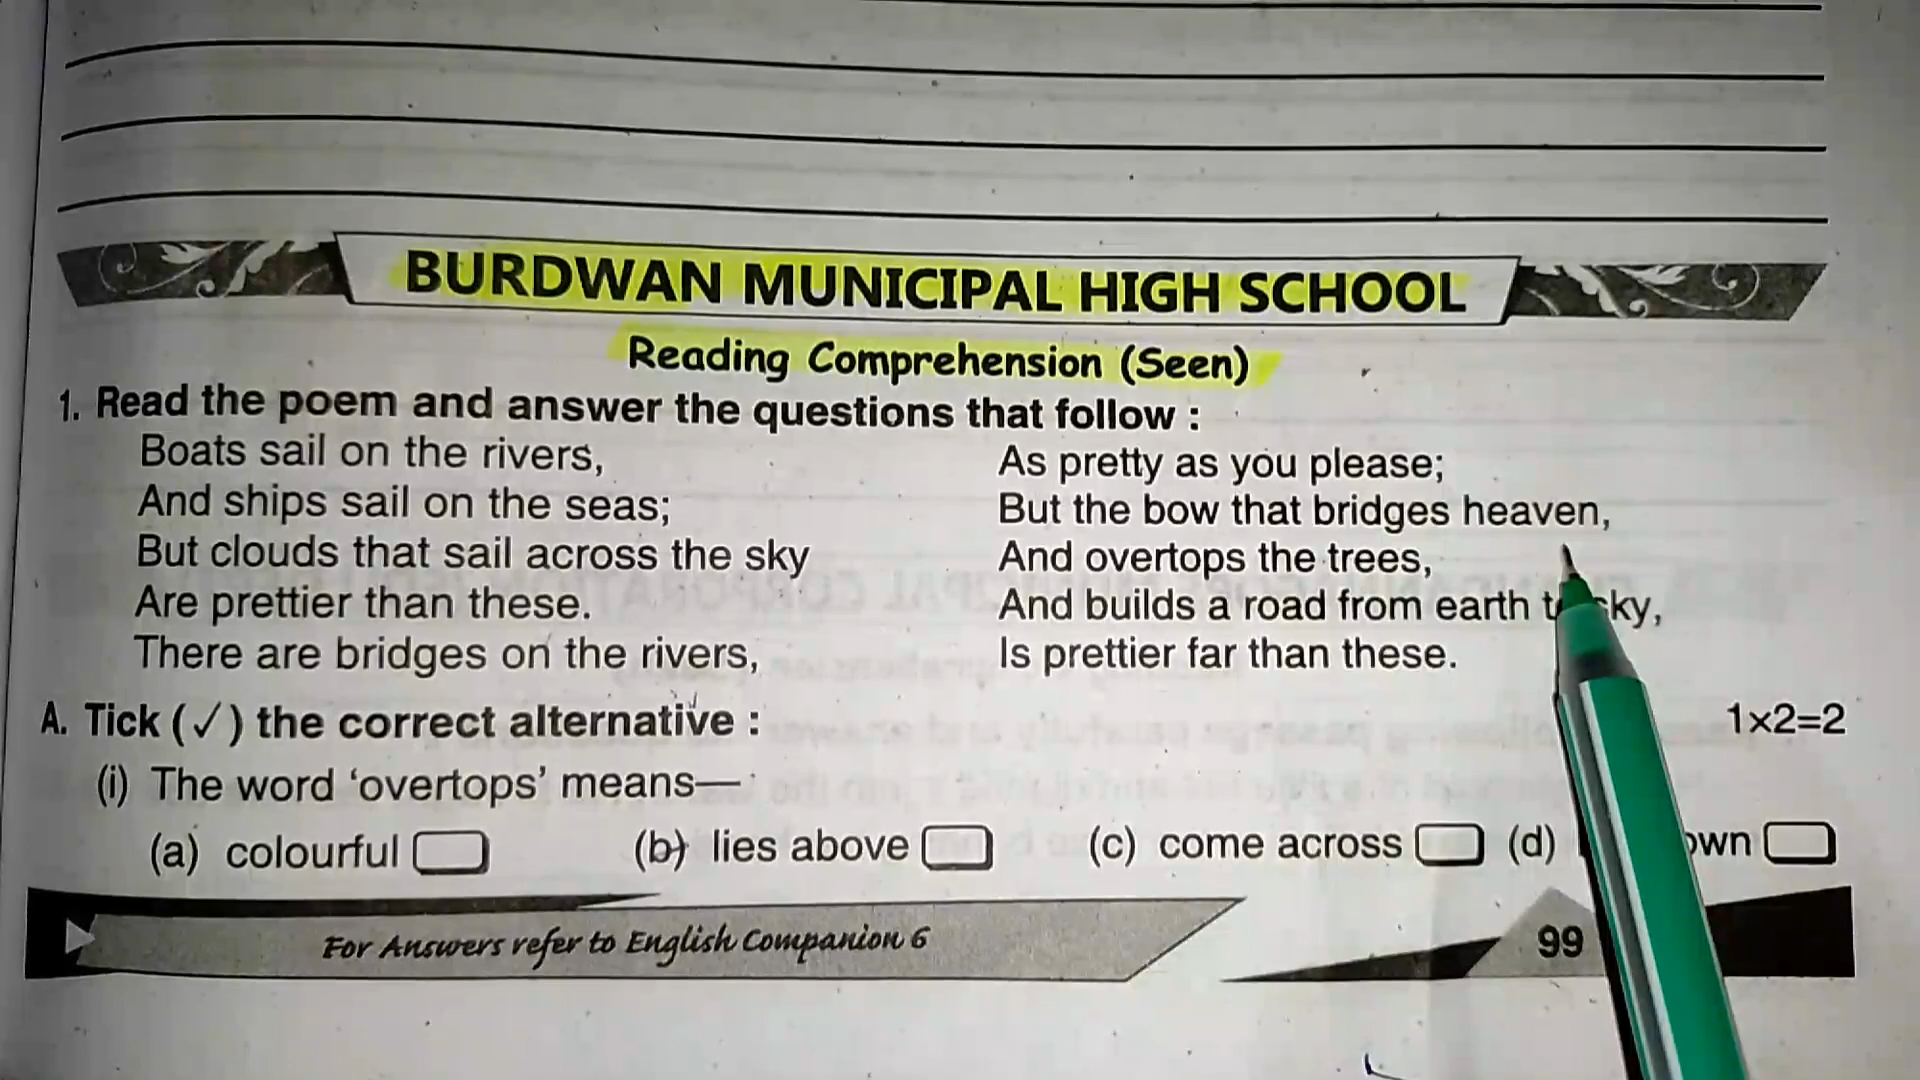 BURDWAN MUNICIPAL HIGH SCHOOL
Reading Comprehension (Seen)
1. Read the poem and answer the questions that follow :
Boats sail on the rivers,
And ships sail on the seas;
But clouds that sail across the sky
Are prettier than these.
There are bridges on the rivers,
As pretty as you please;
But the bow that bridges heaven,
And overtops the trees,
And builds a road from earth
Is prettier far than these.
A. Tick (✓) the correct alternative :
1×2=2
(i) The word ‘overtops’ means—
(a) colourful (b) lies above (c) come across (d)
For Answers refer to English Companion 6
99